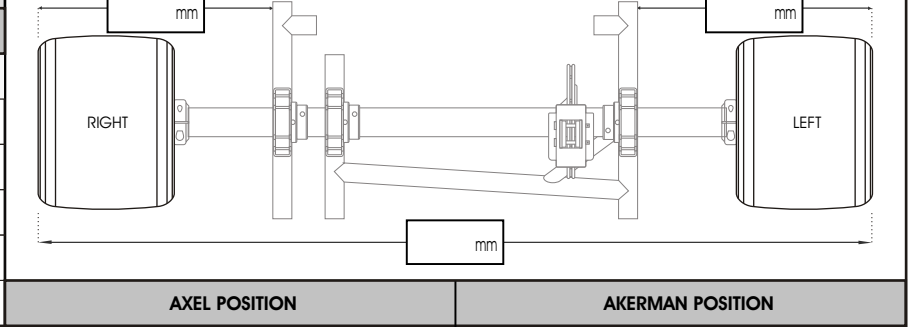 mm
mm
RIGHT
LEFT
mm
AXEL POSITION
AKERMAN POSITION